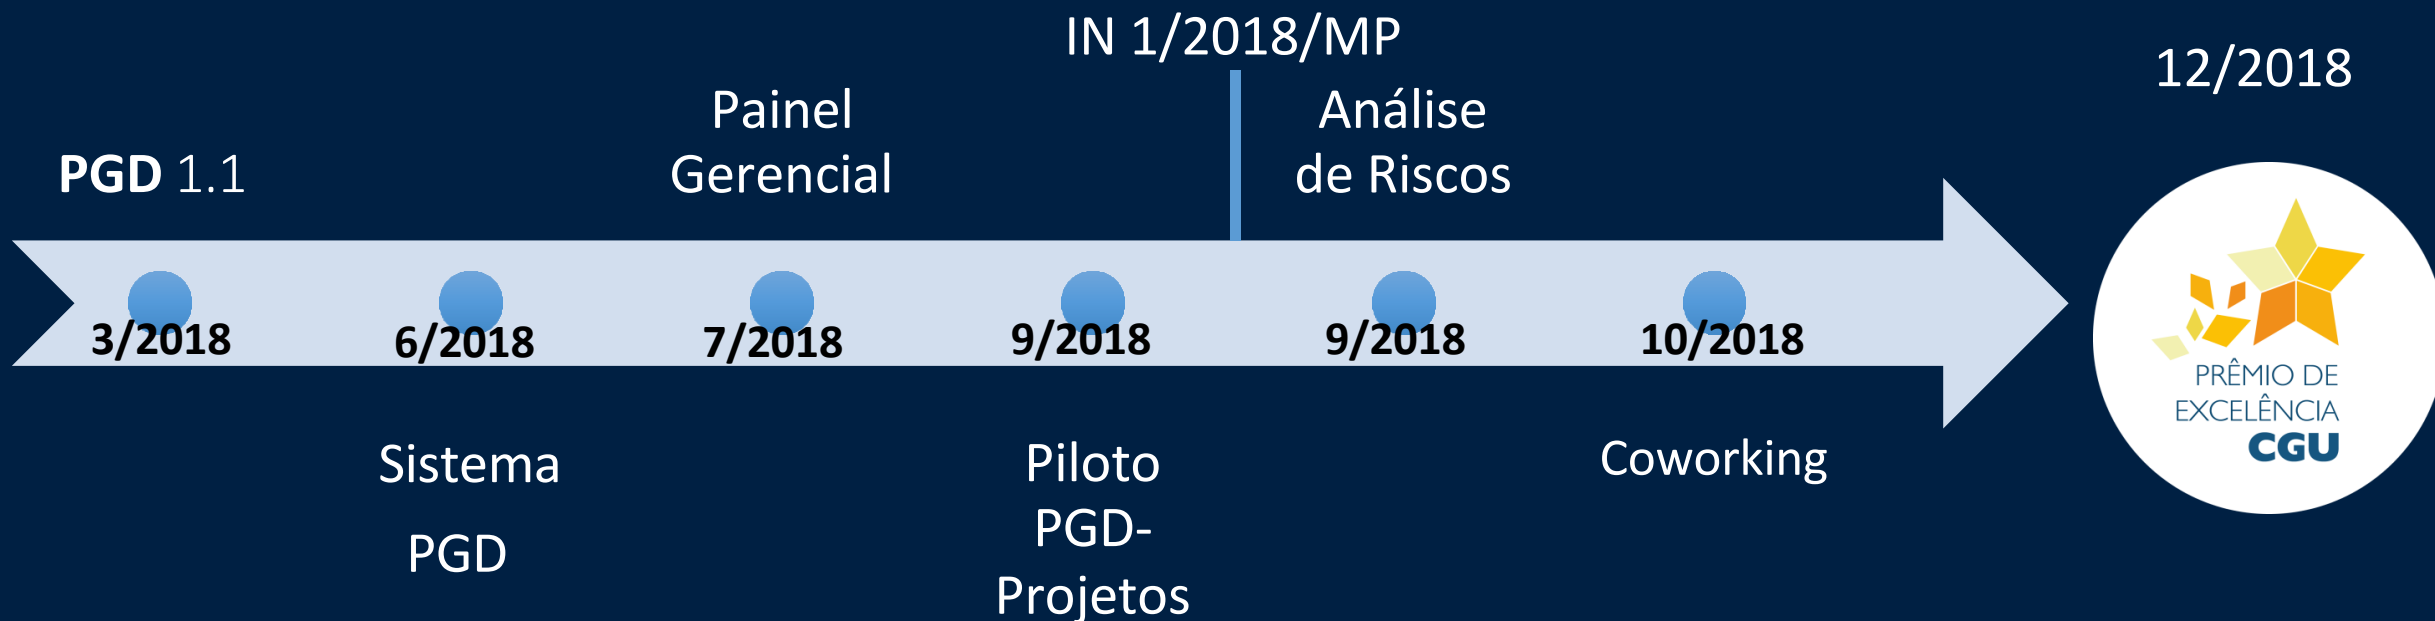 IN 1/2018/MP
12/2018
Painel
Gerencial
Análise
de Riscos
PGD 1.1
3/2018
6/2018
7/2018
9/2018
9/2018
10/2018
Sistema
PGD
Piloto
PGD-
Projetos
Coworking
PRÊMIO DE
EXCELÊNCIA
CGU